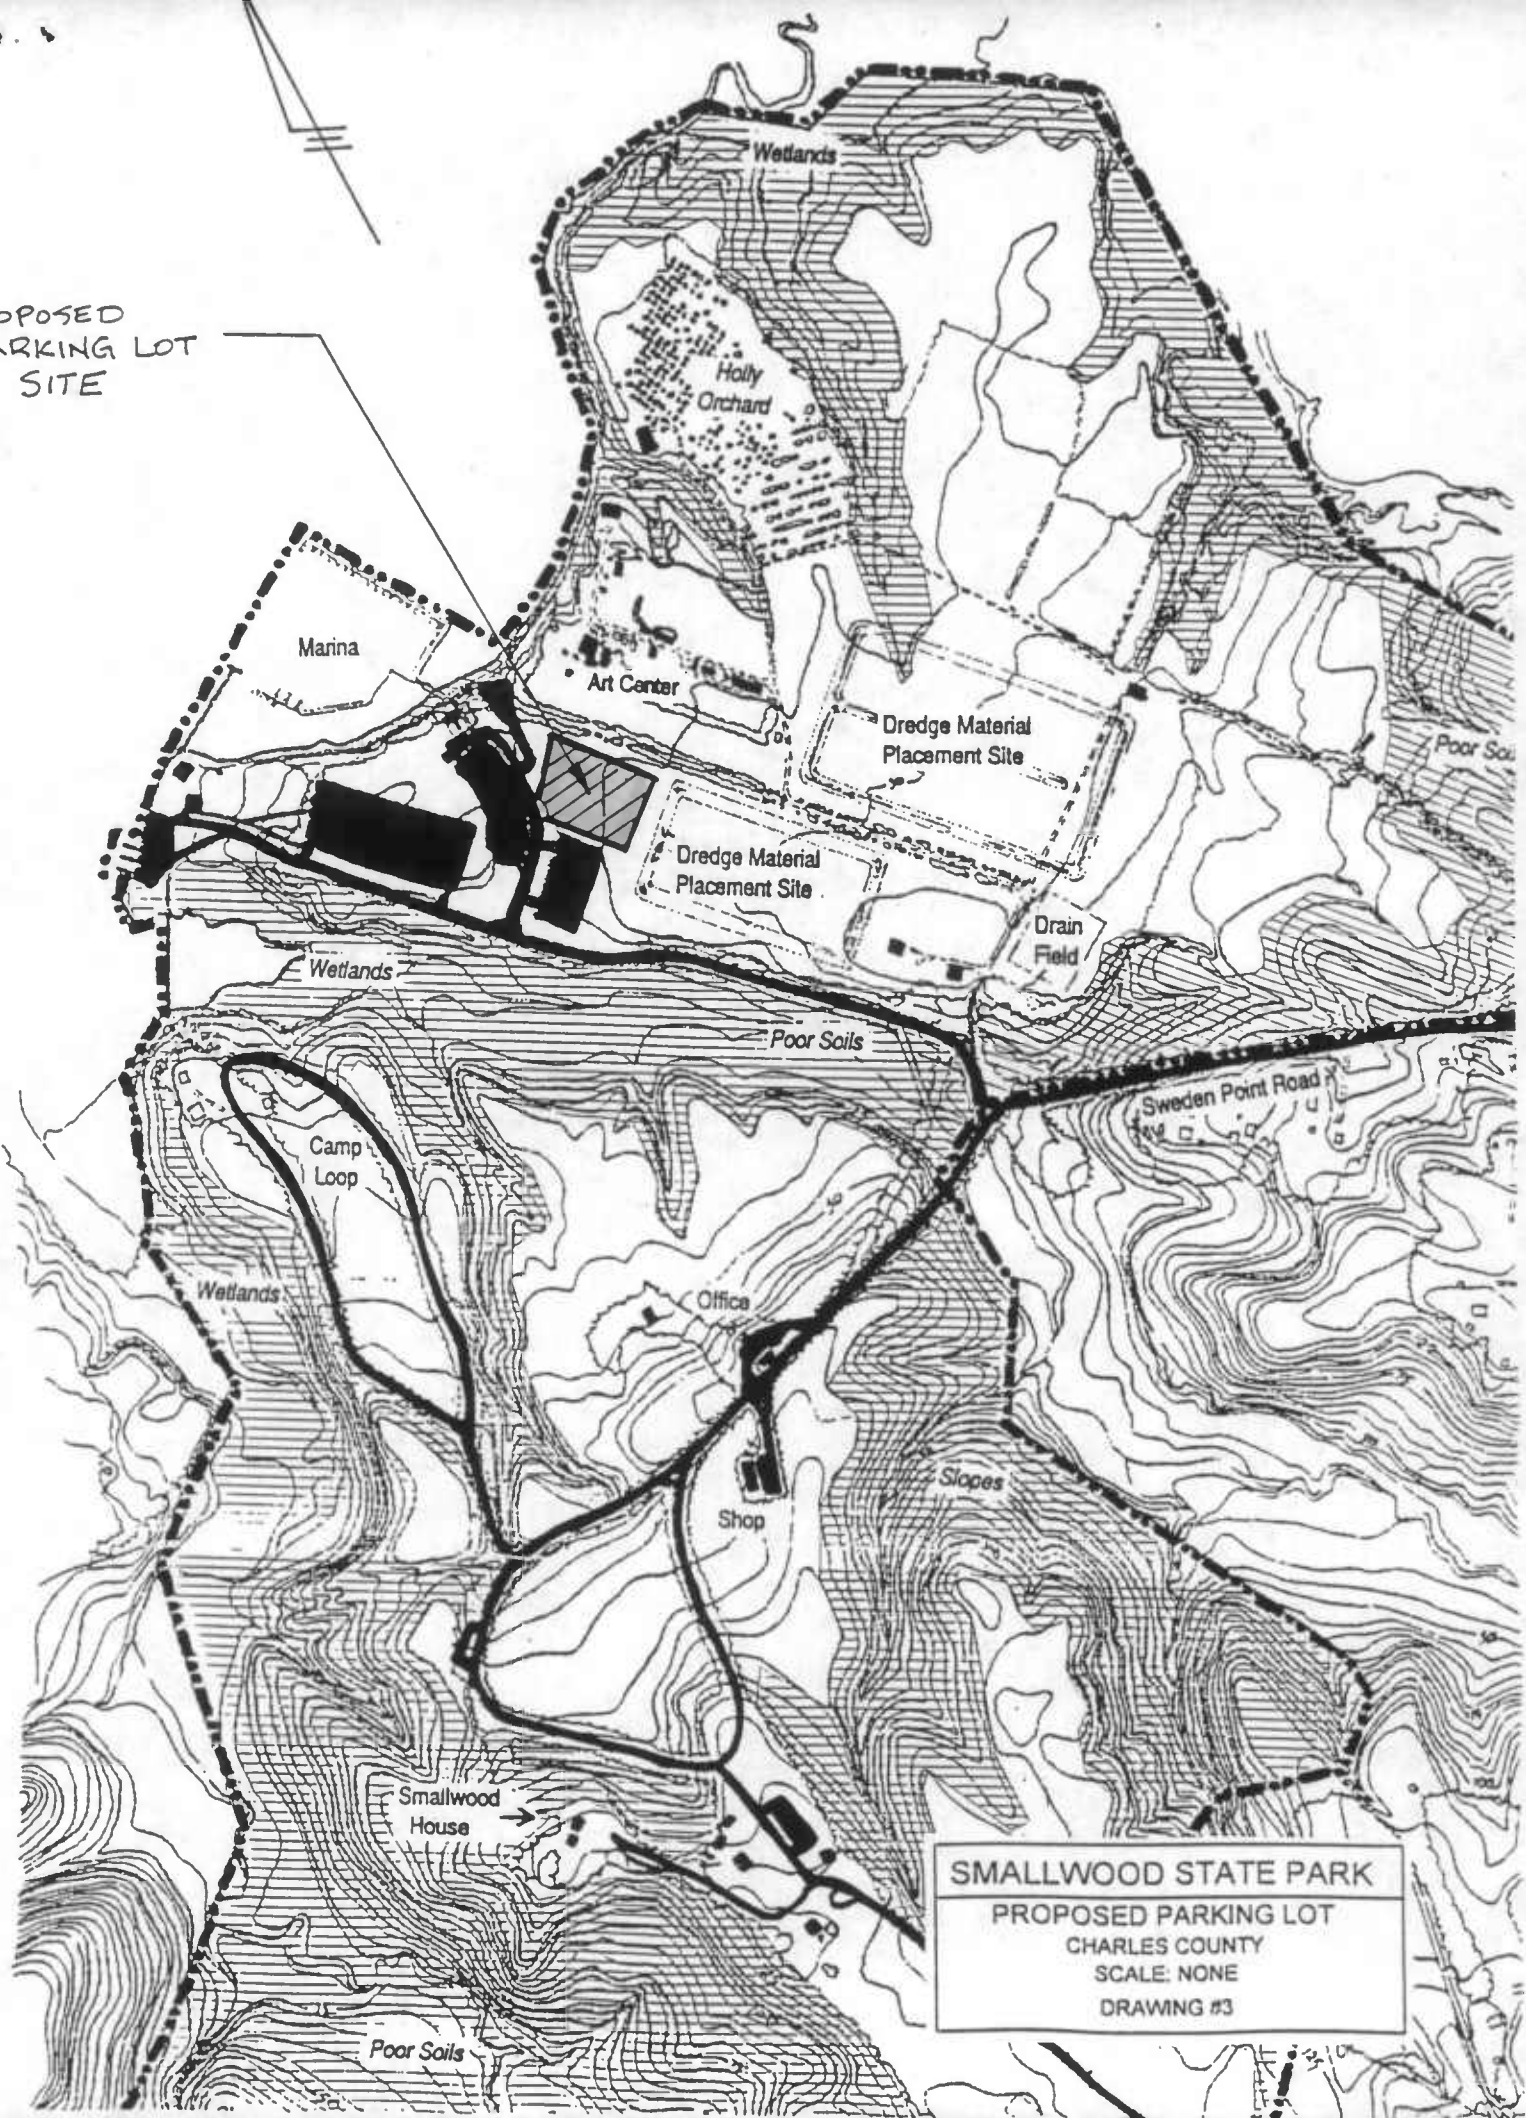 Wetlands
OPOSED
ARKING LOT
SITE
Holly
Orchard
Marina
Art Center
Dredge Material
Placement Site
Poor Soi
Dredge Material
Placement Site
Drain
Field
Wetlands
Poor Soils
Sweden Point Road
Camp
Loop
Wetlands
Office
Slopes
Shop
Smallwood
House
SMALLWOOD STATE PARK
PROPOSED PARKING LOT
CHARLES COUNTY
SCALE: NONE
DRAWING #3
Poor Soils